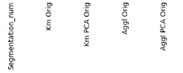 Segmentation_num
Km Orig
Km PCA Orig
Aggl Orig
Aggl PCA Orig